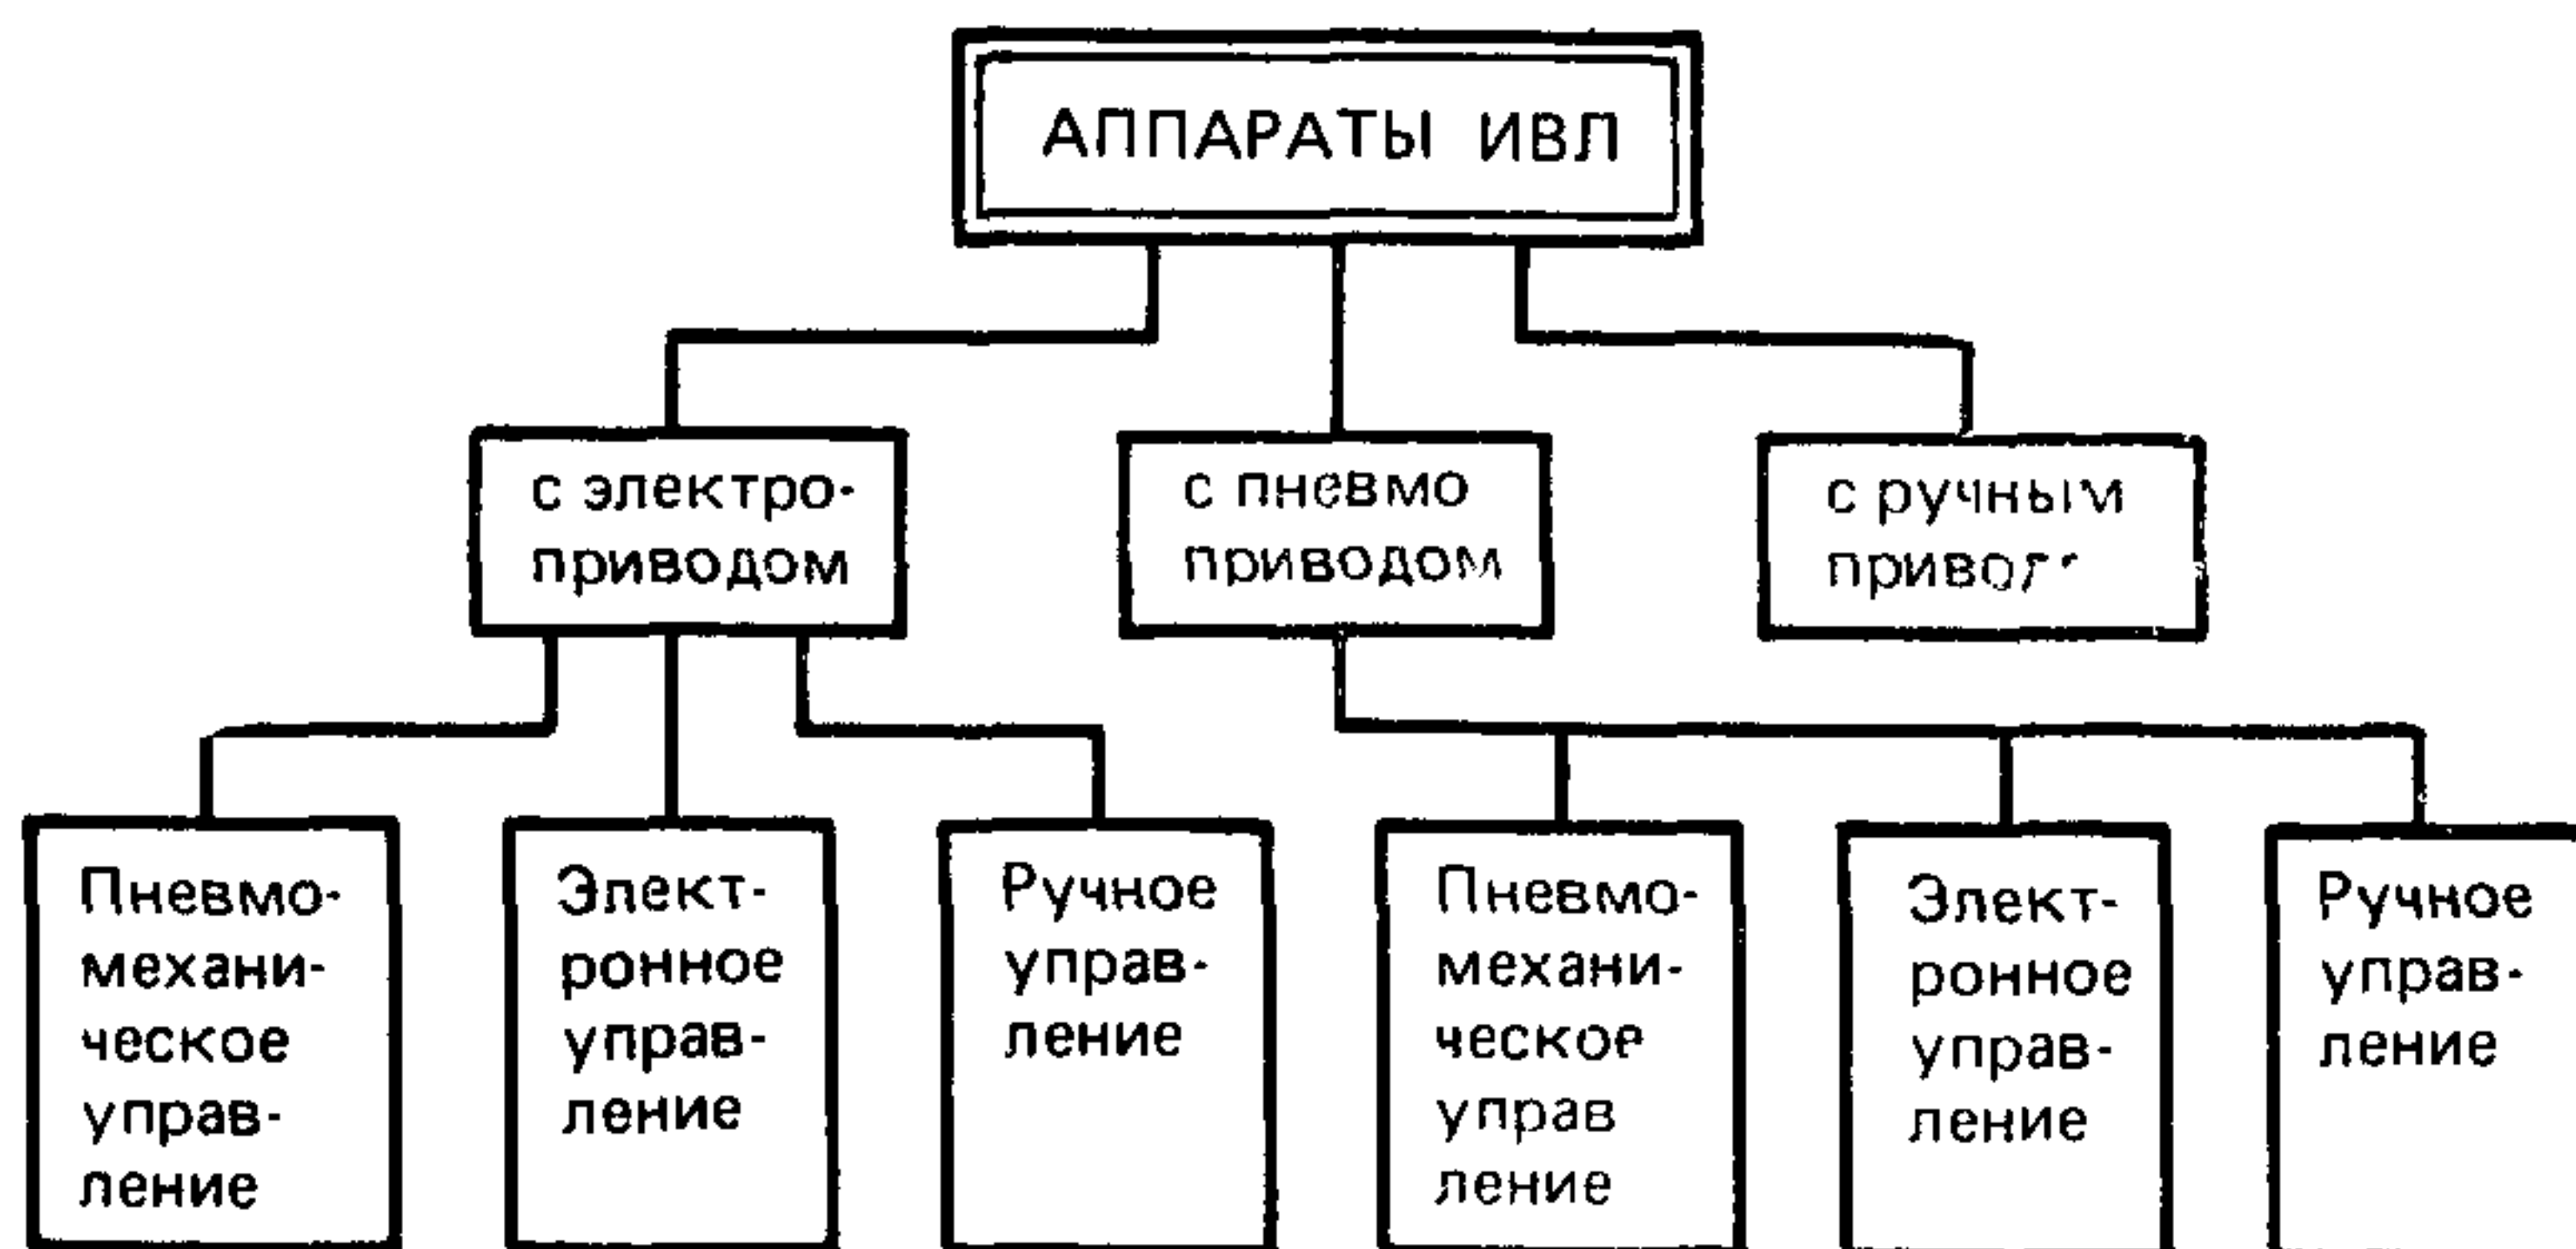 АППАРАТЫ ИВЛ
с электро-
приводом
с пневмо
приводом
с ручным
Пневмо-
механи-
ческое
управ-
ление
Элект-
ронное
управ-
ление
Ручное
управ-
ление
Пневмо-
механи-
ческое
управ
ление
Элект-
ронное
управ-
ление
Ручное
управ-
ление